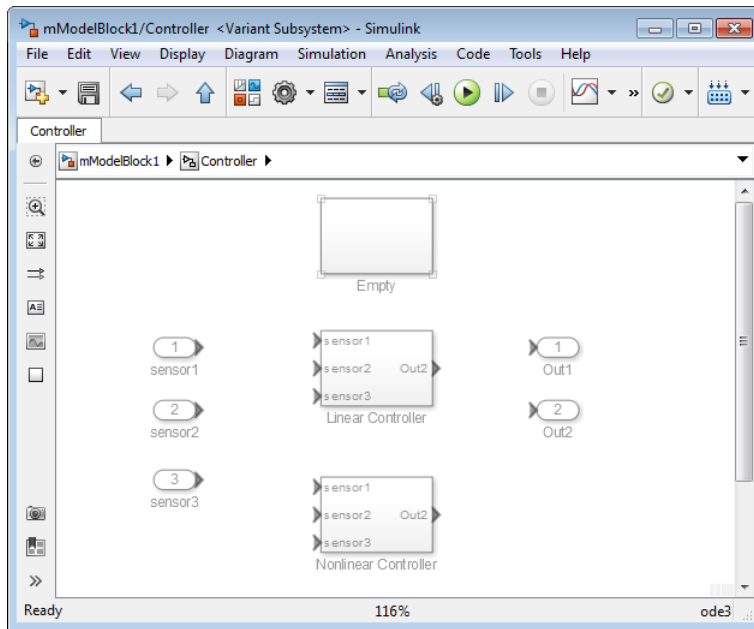 mModelBlock1/Controller <Variant Subsystem> - Simulink
File Edit View Display Diagram Simulation Analysis Code Tools Help
»
Controller
mModelBlock1 Controller
Empty
1
sensor1
sensor1
sensor2 Out2
sensor3
Linear Controller
1
Out1
2
sensor2
2
Out2
3
sensor3
sensor1
sensor2 Out2
sensor3
Nonlinear Controller
Ready 116% ode3